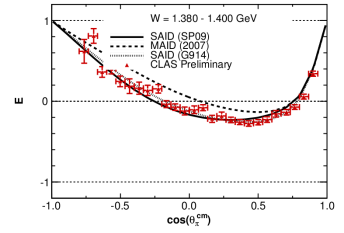 W = 1.380 - 1.400 GeV
SAID (SP09)
MAID (2007)
SAID (G914)
CLAS Preliminary
E
1
0
-1
-1.0
-0.5
0.0
0.5
1.0
cos(θπcm)